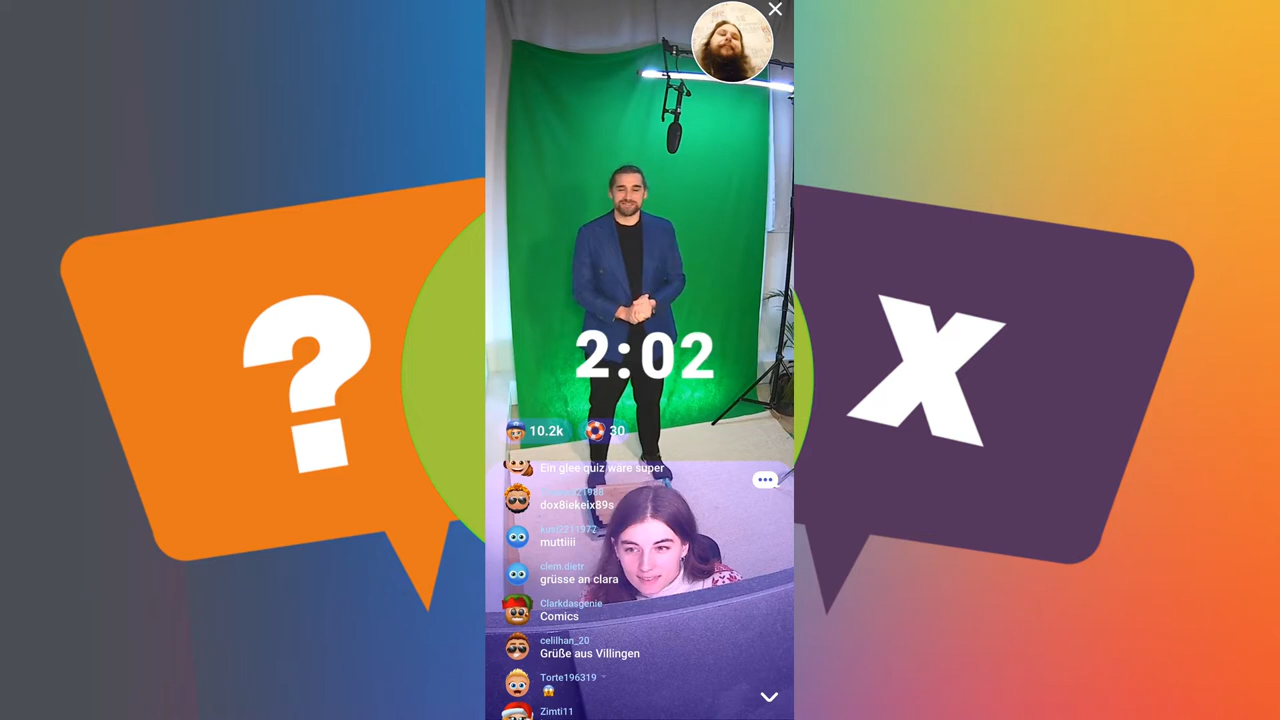 ?
X
2:02
10.2k
30
Ein glee quiz wäre super
dox8iekeix89s
muttiiii
clem.dietr
grüsse an clara
Clarkdasgenie
Comics
celilhan_20
Grüße aus Villingen
Torte196319
Zimti11